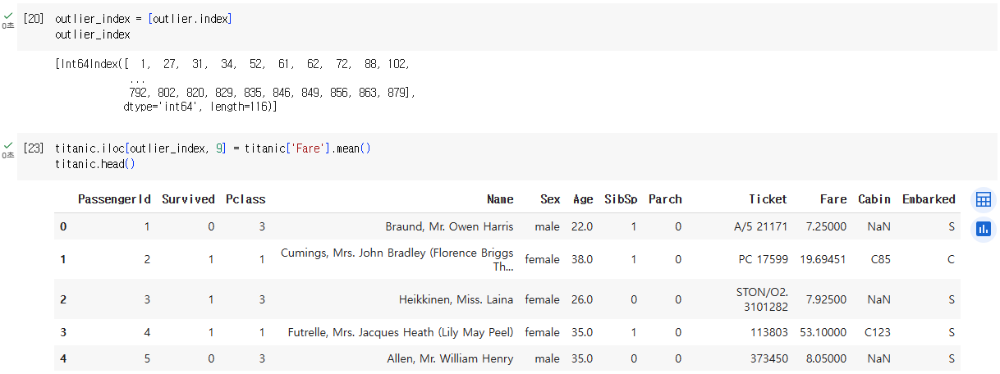 [20] outlier_index = [outlier.index]
outlier_index
0초
[Int64Index([  1,  27,  31,  34,  52,  61,  62,  72,  88, 102,
...
792, 802, 820, 829, 835, 846, 849, 856, 863, 879],
dtype='int64', length=116)]
[23] titanic.iloc[outlier_index, 9] = titanic['Fare'].mean()
0초
titanic.head()
PassengerId Survived Pclass Name Sex Age SibSp Parch Ticket Fare Cabin Embarked
0 1 0 3 Braund, Mr. Owen Harris male 22.0 1 0 A/5 21171 7.25000 NaN S
1 2 1 1 Cumings, Mrs. John Bradley (Florence Briggs female 38.0 1 0 PC 17599 19.69451 C85 C
Th...
2 3 1 3 Heikkinen, Miss. Laina female 26.0 0 0 STON/O2. 7.92500 NaN S
3101282
3 4 1 1 Futrelle, Mrs. Jacques Heath (Lily May Peel) female 35.0 1 0 113803 53.10000 C123 S
4 5 0 3 Allen, Mr. William Henry male 35.0 0 0 373450 8.05000 NaN S